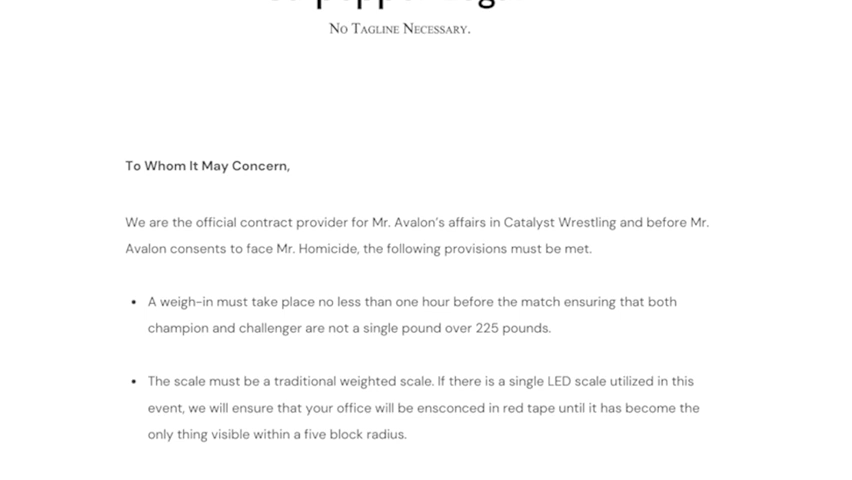 No Tagline Necessary.
To Whom It May Concern,
We are the official contract provider for Mr. Avalon's affairs in Catalyst Wrestling and before Mr.
Avalon consents to face Mr. Homicide, the following provisions must be met.
• A weigh-in must take place no less than one hour before the match ensuring that both
champion and challenger are not a single pound over 225 pounds.
• The scale must be a traditional weighted scale. If there is a single LED scale utilized in this
event, we will ensure that your office will be ensconced in red tape until it has become the
only thing visible within a five block radius.